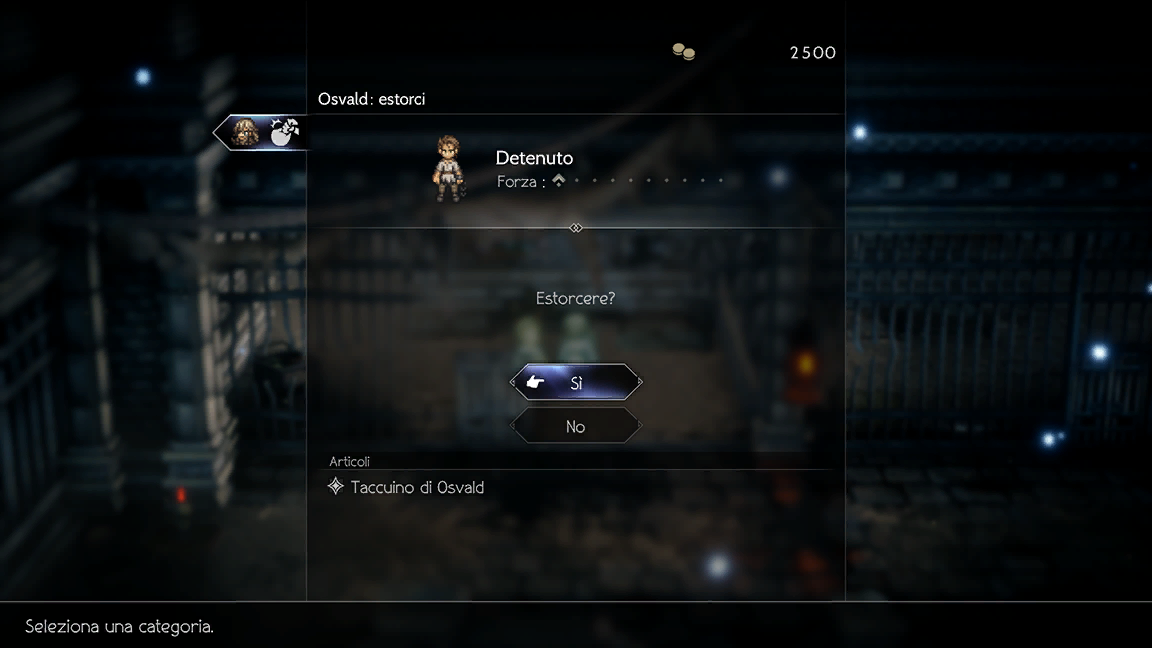 2500
Osvald: estorci
Detenuto
Forza :
Estorcere?
Sì
No
Articoli
Taccuino di Osvald
Seleziona una categoria.